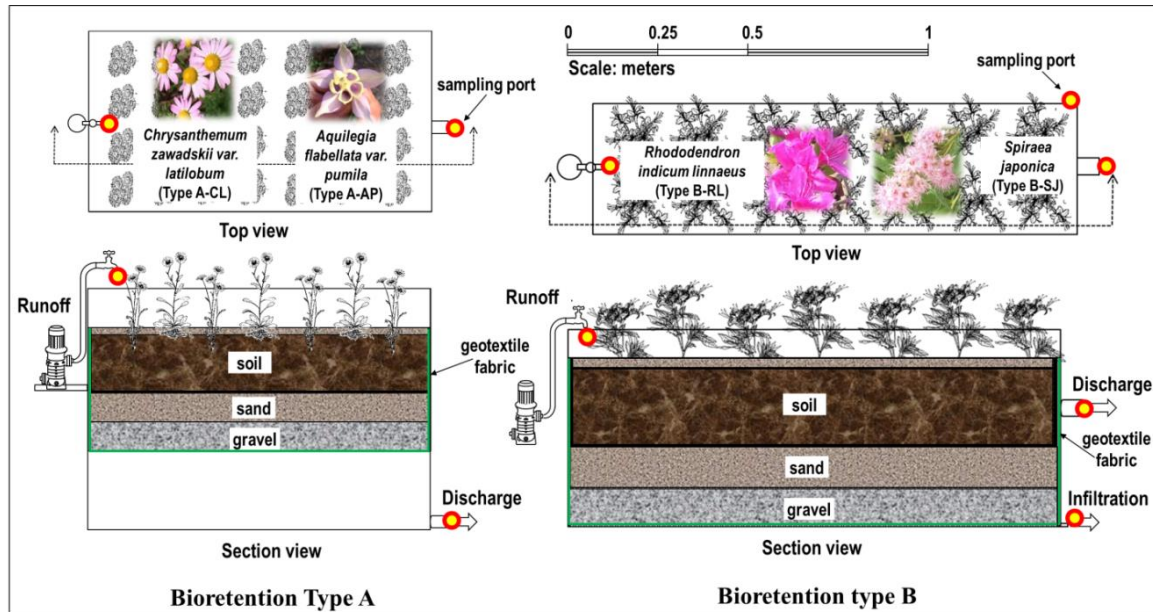 0 0.25 0.5 1
Scale: meters
sampling port
Chrysanthemum
zawadskii var.
latilobum
(Type A-CL)
Aquilegia
flabellata var.
pumila
(Type A-AP)
Top view
sampling port
Rhododendron
indicum linnaeus
(Type B-RL)
Spiraea
japonica
(Type B-SJ)
Top view
Runoff
soil
sand
gravel
geotextile
fabric
Discharge
Section view
Bioretention Type A
Runoff
soil
sand
gravel
Discharge
geotextile
fabric
Infiltration
Section view
Bioretention type B